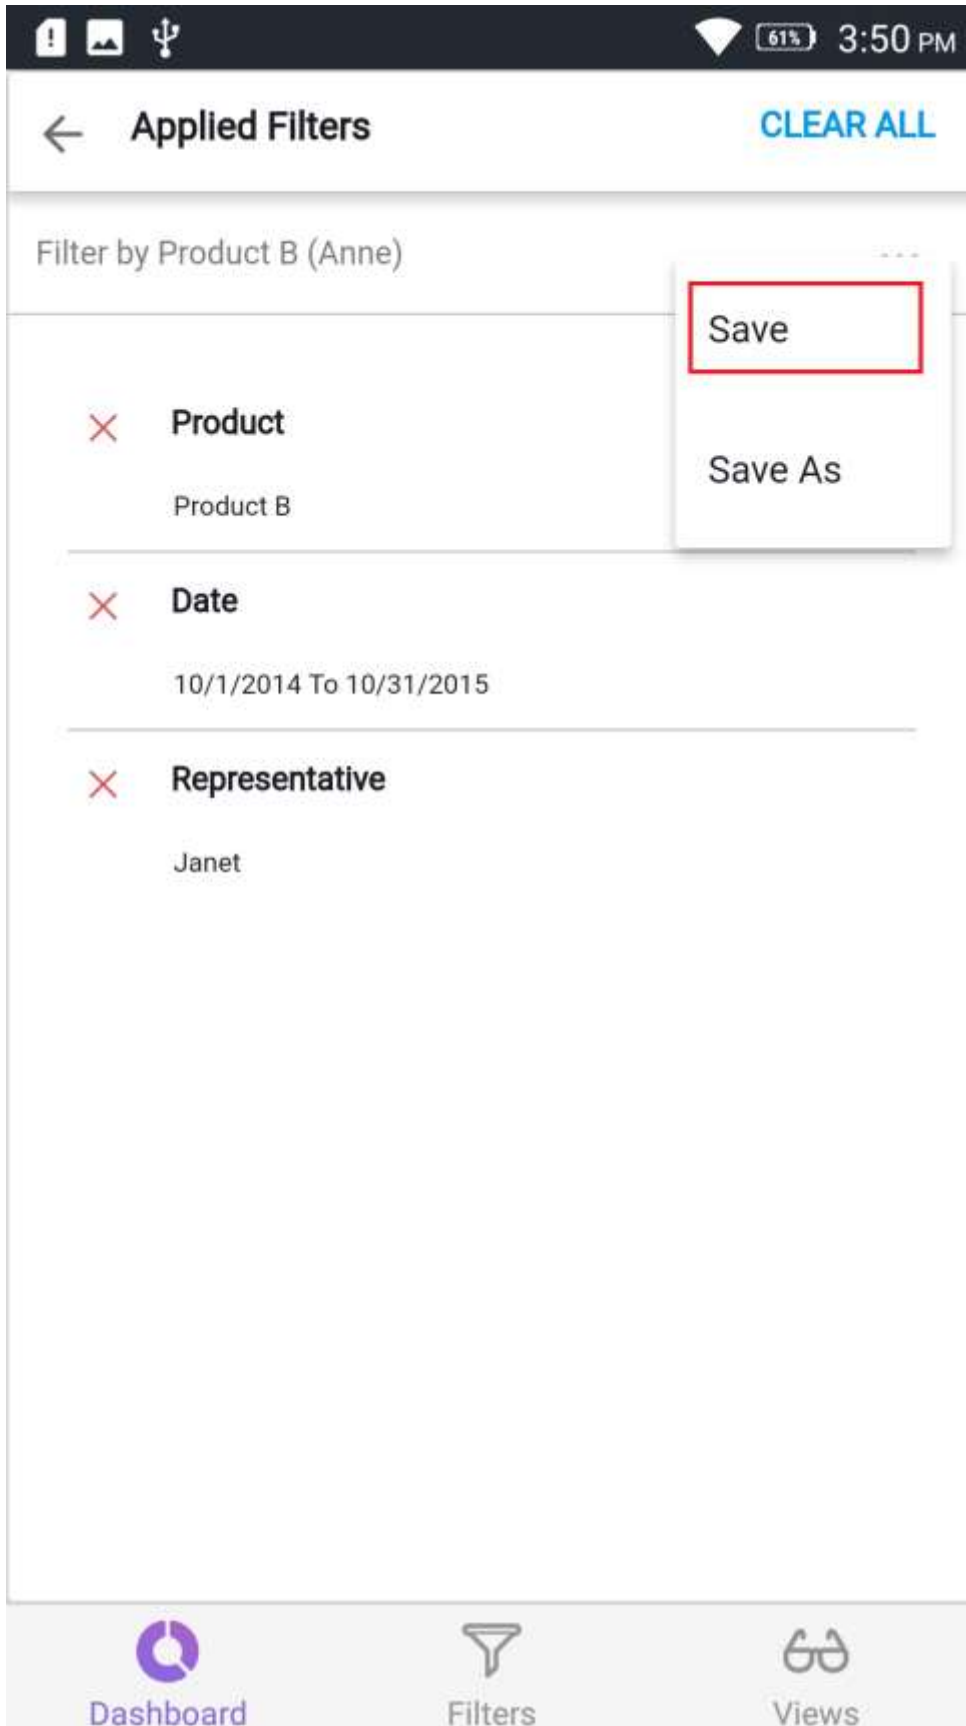 61% 3:50 PM
Applied Filters CLEAR ALL
Filter by Product B (Anne) ...
Save
Product
Save As
Product B
Date
10/1/2014 To 10/31/2015
Representative
Janet
Dashboard Filters Views